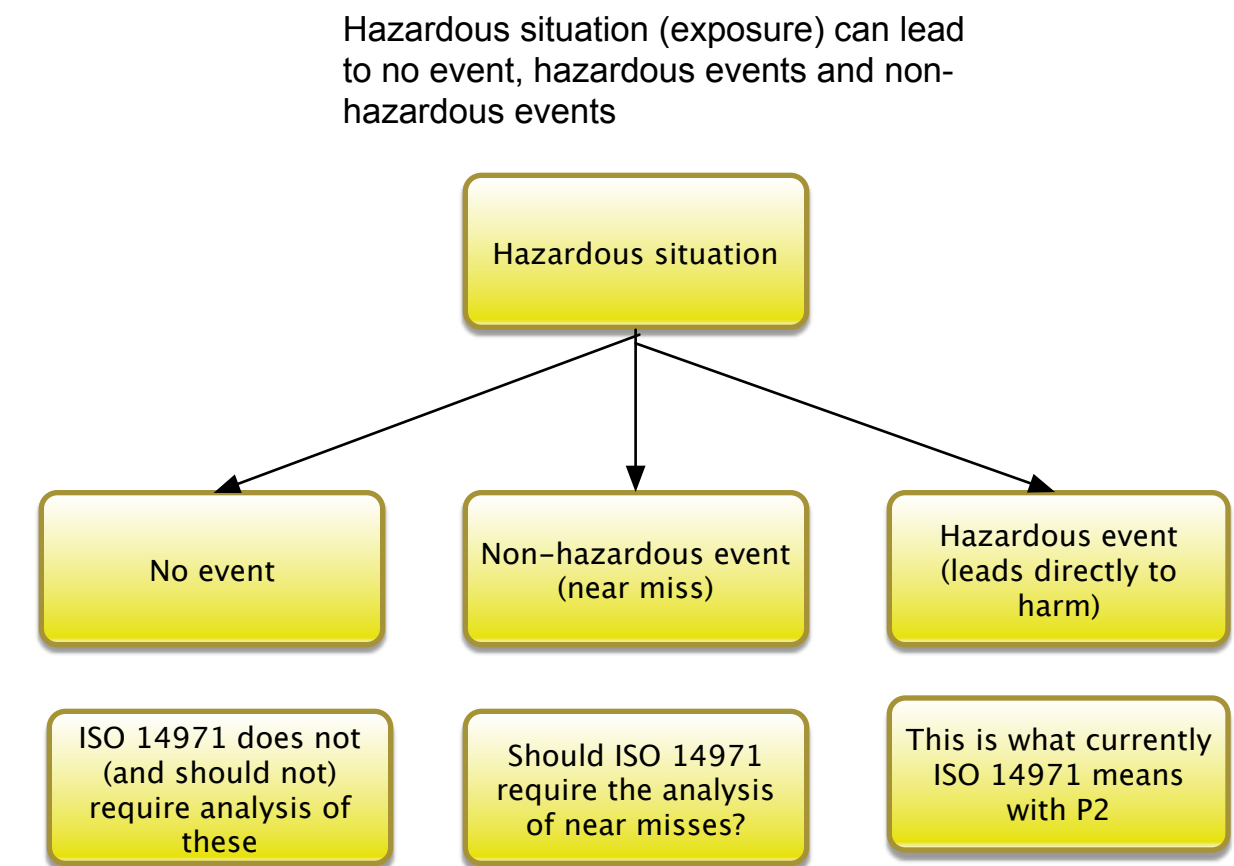 Hazardous situation (exposure) can lead
to no event, hazardous events and non-
hazardous events
Hazardous situation
No event
Non-hazardous event
(near miss)
Hazardous event
(leads directly to
harm)
ISO 14971 does not
(and should not)
require analysis of
these
Should ISO 14971
require the analysis
of near misses?
This is what currently
ISO 14971 means
with P2